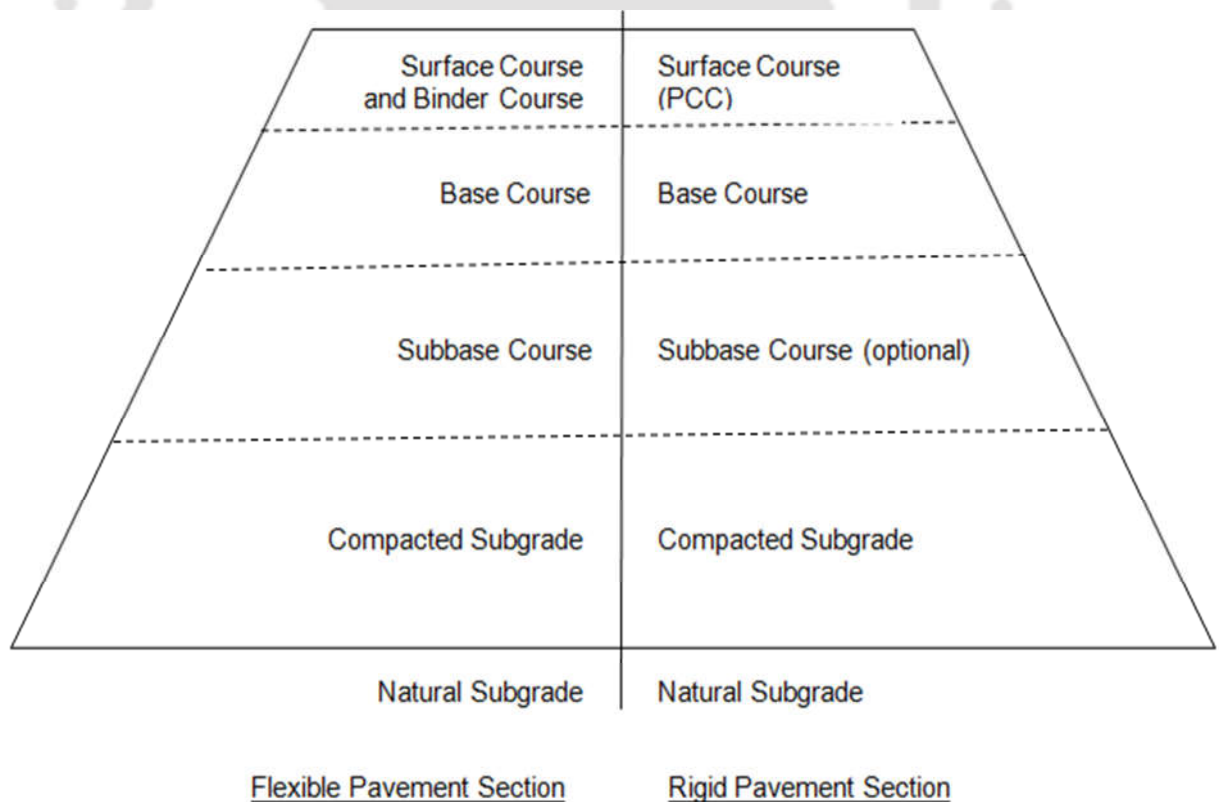 Surface Course
and Binder Course
Surface Course
(PCC)
Base Course
Base Course
Subbase Course
Subbase Course (optional)
Compacted Subgrade
Compacted Subgrade
Natural Subgrade
Natural Subgrade
Flexible Pavement Section
Rigid Pavement Section